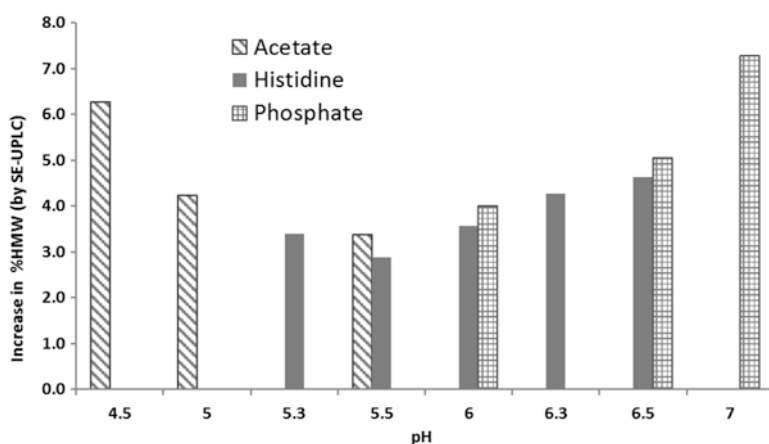 8.0
7.0
6.0
5.0
4.0
3.0
2.0
1.0
0.0
Increase in %HMW (by SE-UPLC)
Acetate
Histidine
Phosphate
4.5 5 5.3 5.5 6 6.3 6.5 7
pH